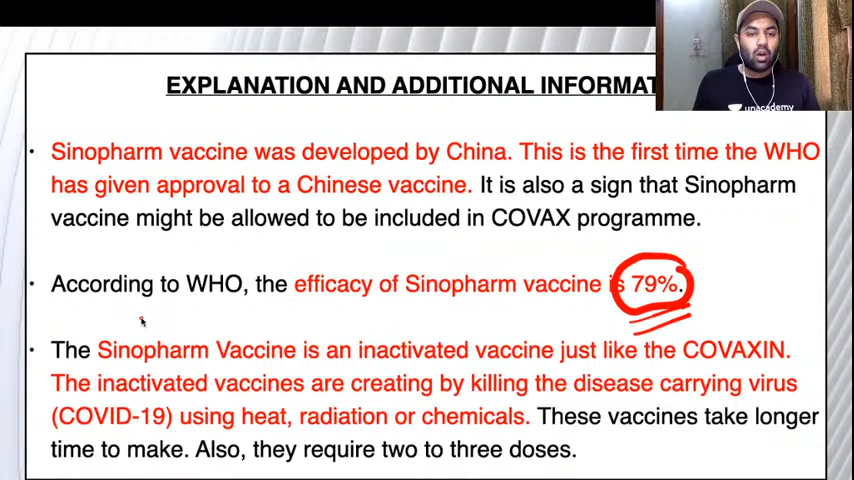 EXPLANATION AND ADDITIONAL INFORMAT
unacademy
• Sinopharm vaccine was developed by China. This is the first time the WHO
has given approval to a Chinese vaccine. It is also a sign that Sinopharm
vaccine might be allowed to be included in COVAX programme.
• According to WHO, the efficacy of Sinopharm vaccine is 79%.
• The Sinopharm Vaccine is an inactivated vaccine just like the COVAXIN.
The inactivated vaccines are creating by killing the disease carrying virus
(COVID-19) using heat, radiation or chemicals. These vaccines take longer
time to make. Also, they require two to three doses.